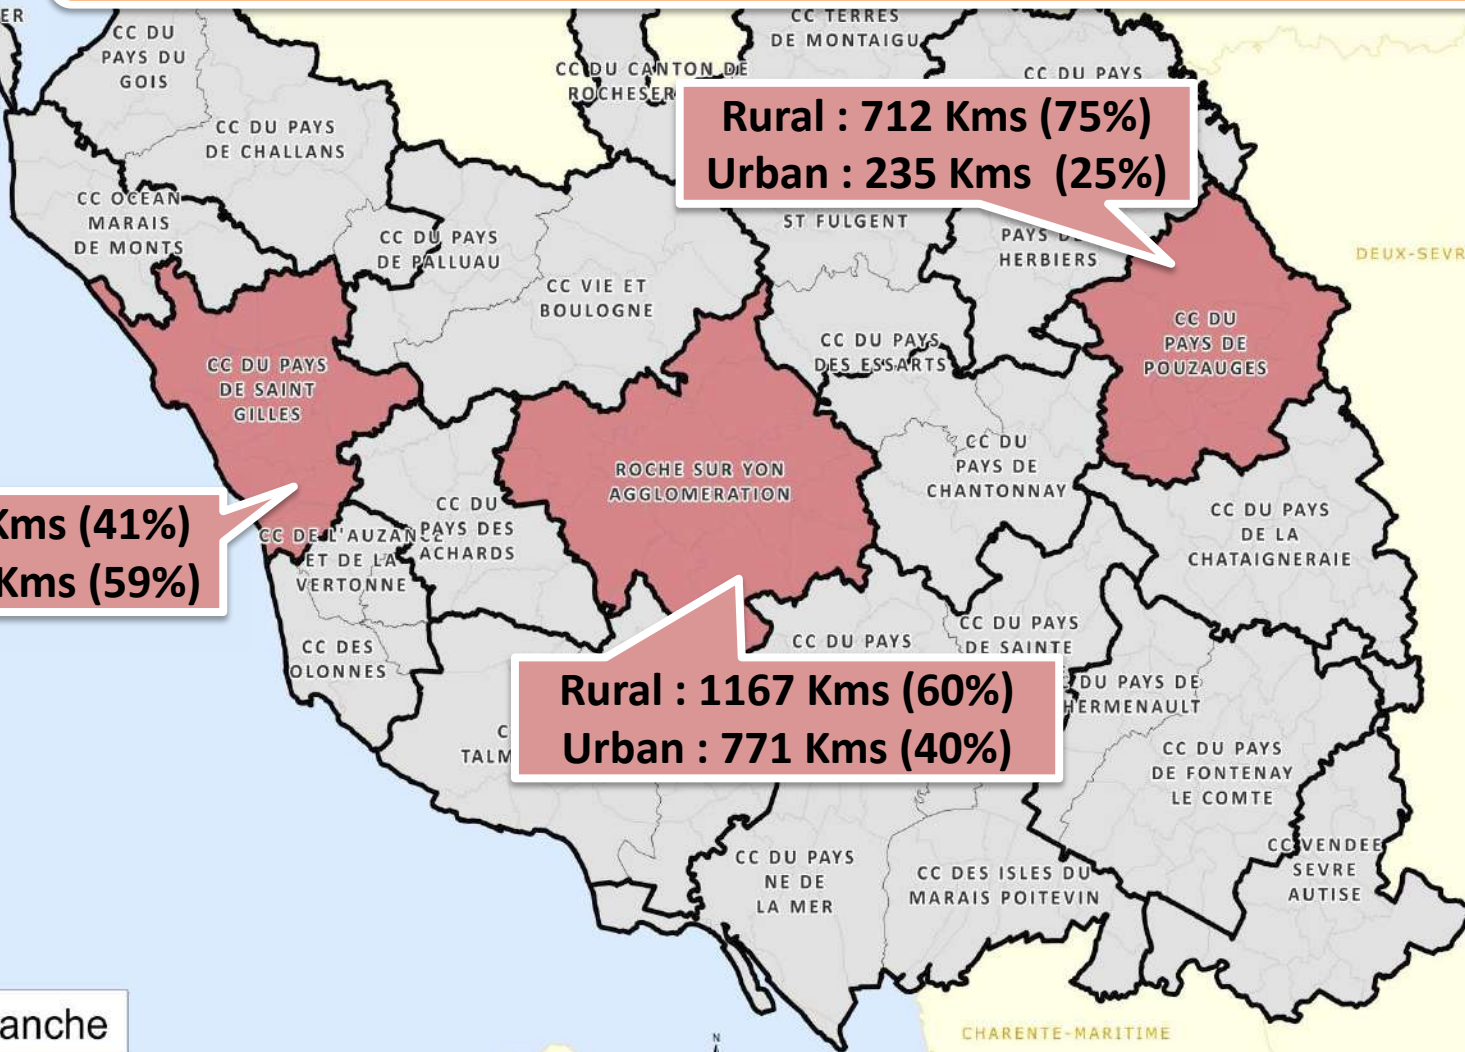 ER
CC DU
PAYS DU
GOIS
CC DU PAYS
DE CHALLANS
CC OCEAN
MARAIS
DE MONTS
CC DU PAYS
DE PALLUAU
CC VIE ET
BOULOGNE
CC DU CANTON DE
CC TERRES
DE MONTAIGU
CC DU PAYS
Rural : 712 Kms (75%)
Urban : 235 Kms (25%)
ST FULGENT
PAYS
HERBIERS
DEUX-SEVR
CC DU PAYS
DES ESSARTS
CC DU
PAYS DE
POUZAUGES
CC DU PAYS
DE SAINT
GILLES
ROCHE SUR YON
AGGLOMERATION
CC DU
PAYS DE
CHANTONNAY
CC DU
PAYS DES
ACHARDS
CC DU PAYS
DE LA
CHATAIGNERAIE
Kms (41%)
Kms (59%)
CC DE L'AUZANCE
ET DE LA
VERTONNE
CC DES
OLONNES
CC DU PAYS
CC DU PAYS
DE SAINTE
Rural : 1167 Kms (60%)
Urban : 771 Kms (40%)
DU PAYS DE
HERMENAULT
TALM
CC DU PAYS
DE FONTENAY
LE COMTE
CC DU PAYS
NE DE
LA MER
CC DES ISLES DU
MARAIS POITEVIN
CC VENDEE
SEVRE
AUTISE
anche
N
CHARENTE-MARITIME